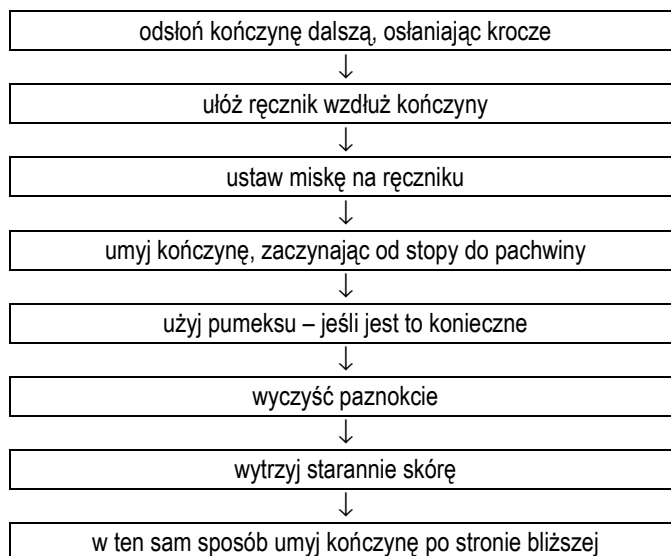 odsłoń kończynę dalszą, osłaniając krocze
↓
ułóż ręcznik wzdłuż kończyny
↓
ustaw miskę na ręczniku
↓
umyj kończynę, zaczynając od stopy do pachwiny
↓
użyj pumeksu – jeśli jest to konieczne
↓
wyczyść paznokcie
↓
wytrzyj starannie skórę
↓
w ten sam sposób umyj kończynę po stronie bliższej